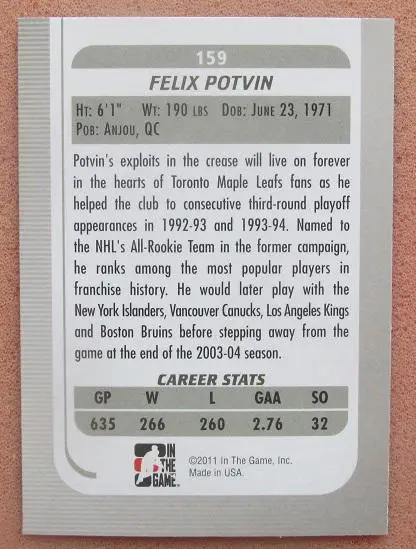 159
FELIX POTVIN
HT: 6'1" WT: 190 LBS DOB: JUNE 23, 1971
POB: ANJOU, QC
Potvin's exploits in the crease will live on forever
in the hearts of Toronto Maple Leafs fans as he
helped the club to consecutive third-round playoff
appearances in 1992-93 and 1993-94. Named to
the NHL's All-Rookie Team in the former campaign,
he ranks among the most popular players in
franchise history. He would later play with the
New York Islanders, Vancouver Canucks, Los Angeles Kings
and Boston Bruins before stepping away from the
game at the end of the 2003-04 season.
CAREER STATS
GP W L GAA SO
635 266 260 2.76 32
IN
THE
GAME
©2011 In The Game, Inc.
Made in USA.